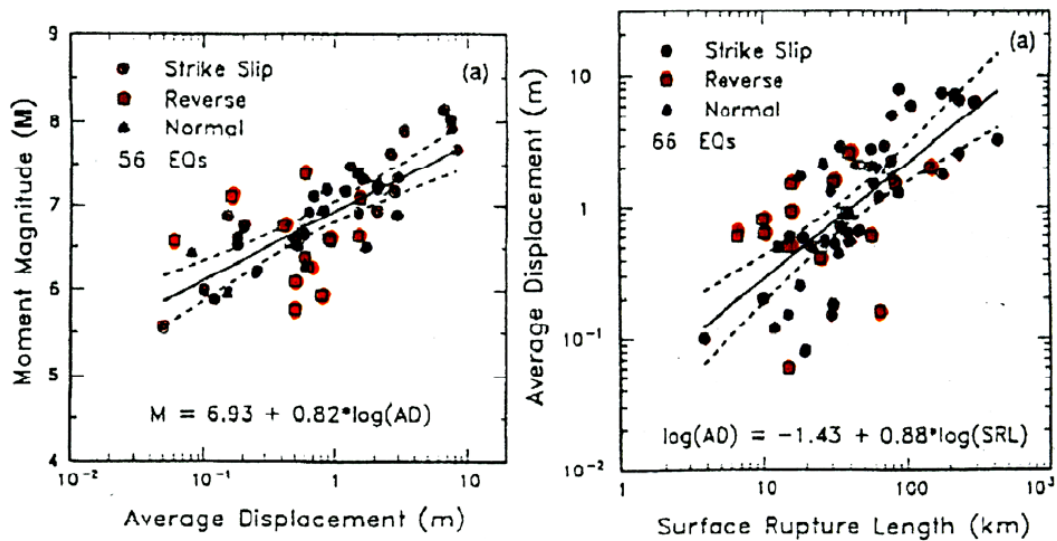 9
8
7
6
5
4
Moment Magnitude (M)
(a)
Strike Slip
Reverse
Normal
56 EQs
M = 6.93 + 0.82*log(AD)
10⁻² 10⁻¹ 1 10
Average Displacement (m)
10
1
10⁻¹
10⁻²
Average Displacement (m)
(a)
Strike Slip
Reverse
Normal
66 EQs
log(AD) = -1.43 + 0.88*log(SRL)
1 10 100 10³
Surface Rupture Length (km)